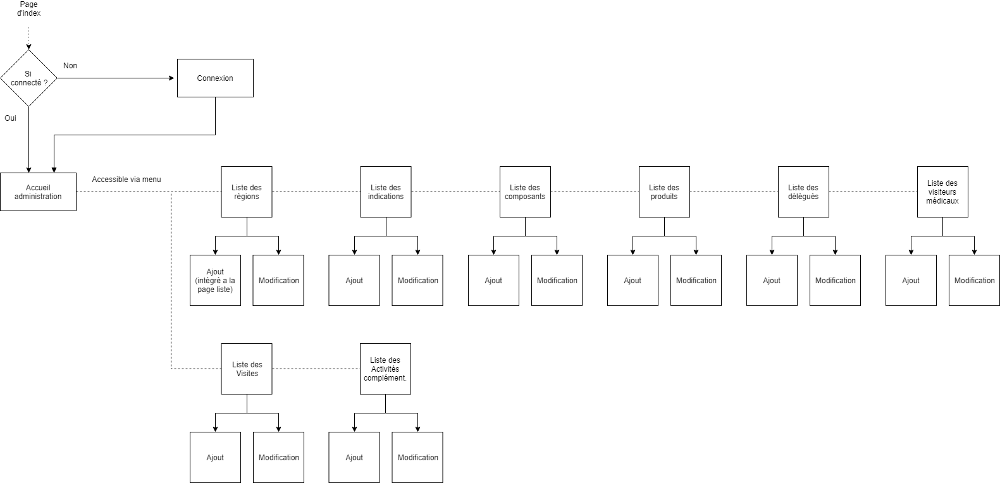 Page
d'index
Si
connecté ?
Non
Connexion
Oui
Accueil
administration
Accessible via menu
Liste des
régions
Liste des
indications
Liste des
composants
Liste des
produits
Liste des
délégués
Liste des
visiteurs
médicaux
Ajout
(intégré a la
page liste)
Modification
Ajout
Modification
Ajout
Modification
Ajout
Modification
Ajout
Modification
Ajout
Modification
Liste des
Visites
Liste des
Activités
complément.
Ajout
Modification
Ajout
Modification